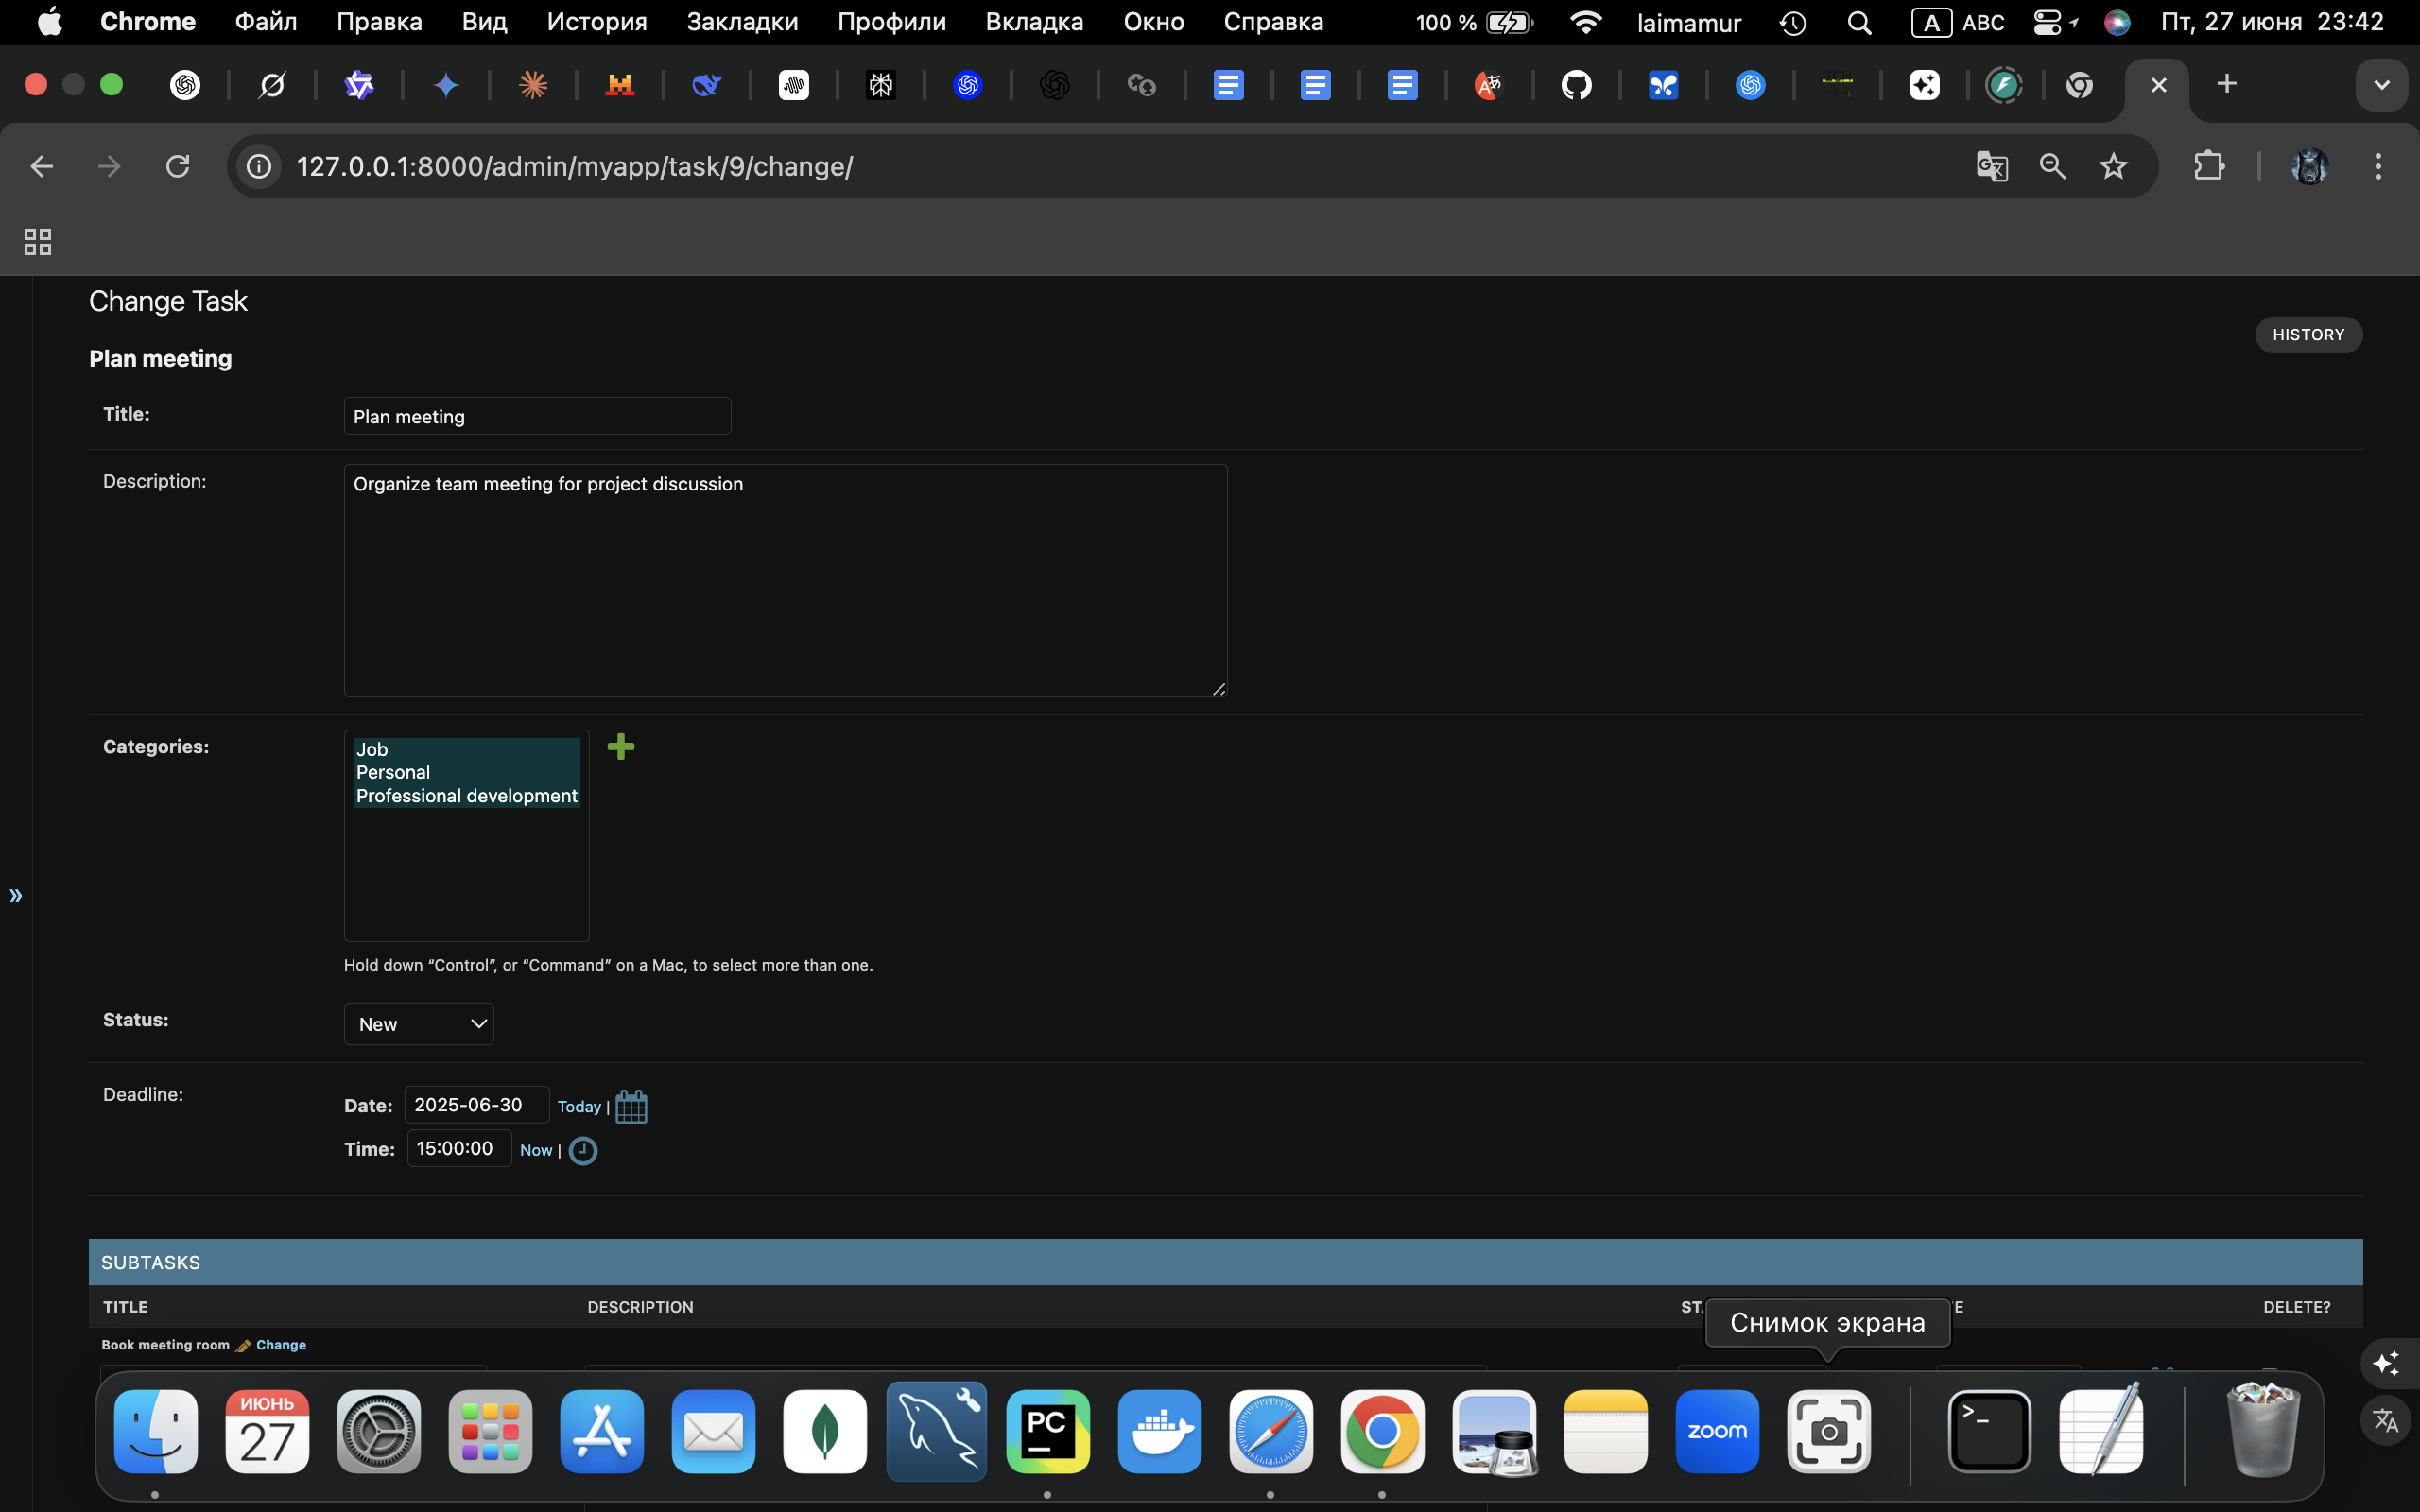 Chrome Файл Правка Вид История Закладки Профили Вкладка Окно Справка 100 % laimamur A ABC Пт, 27 июня 23:42
127.0.0.1:8000/admin/myapp/task/9/change/
Change Task
HISTORY
Plan meeting
Title: Plan meeting
Description: Organize team meeting for project discussion
Categories: Job
Personal
Professional development
»
Hold down “Control”, or “Command” on a Mac, to select more than one.
Status: New
Deadline: Date: 2025-06-30 Today |
Time: 15:00:00 Now |
SUBTASKS
TITLE DESCRIPTION DELETE?
Снимок экрана
Book meeting room Change
ИЮНЬ
27
PC
zoom